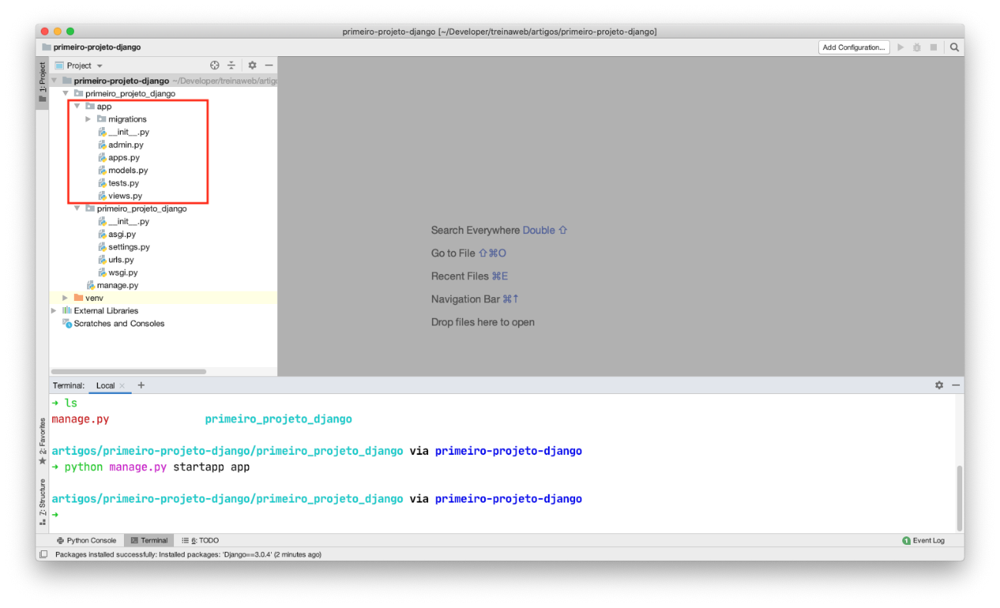 primeiro-projeto-django [~/Developer/treinaweb/artigos/primeiro-projeto-django]
primeiro-projeto-django
Add Configuration...
1: Project
Project
primeiro-projeto-django ~/Developer/treinaweb/artig
primeiro_projeto_django
app
migrations
__init__.py
admin.py
apps.py
models.py
tests.py
views.py
primeiro_projeto_django
__init__.py
asgi.py
settings.py
urls.py
wsgi.py
manage.py
venv
External Libraries
Scratches and Consoles
Search Everywhere Double ⇧
Go to File ⇧⌘O
Recent Files ⌘E
Navigation Bar ⌘↑
Drop files here to open
Terminal: Local × +
2: Favorites
7: Structure
→ ls
manage.py primeiro_projeto_django
artigos/primeiro-projeto-django/primeiro_projeto_django via primeiro-projeto-django
→ python manage.py startapp app
artigos/primeiro-projeto-django/primeiro_projeto_django via primeiro-projeto-django
→
Python Console Terminal 6: TODO 1 Event Log
Packages installed successfully: Installed packages: 'Django==3.0.4' (2 minutes ago)